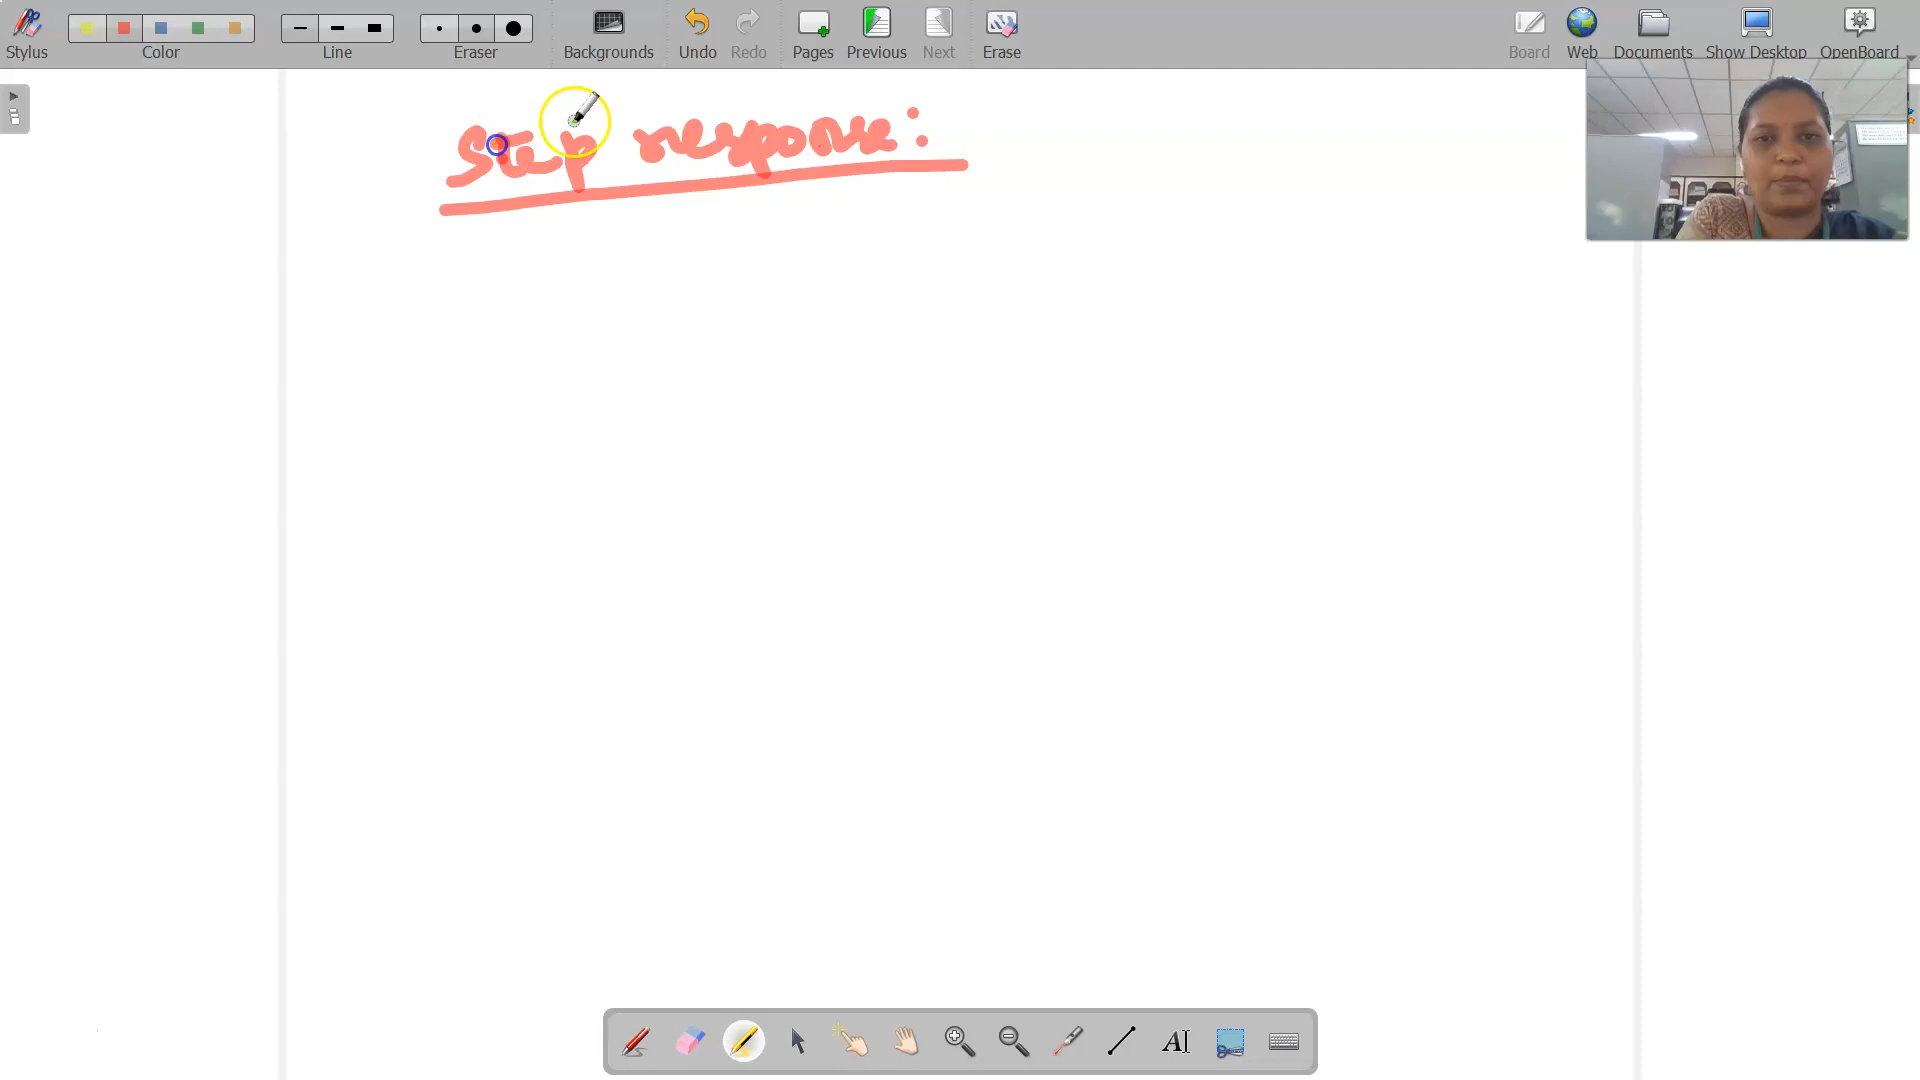 Stylus
Color
Line
Eraser
Backgrounds
Undo
Redo
Pages
Previous
Next
Erase
Board
Web
Documents
Show Desktop
OpenBoard
Step response:
A